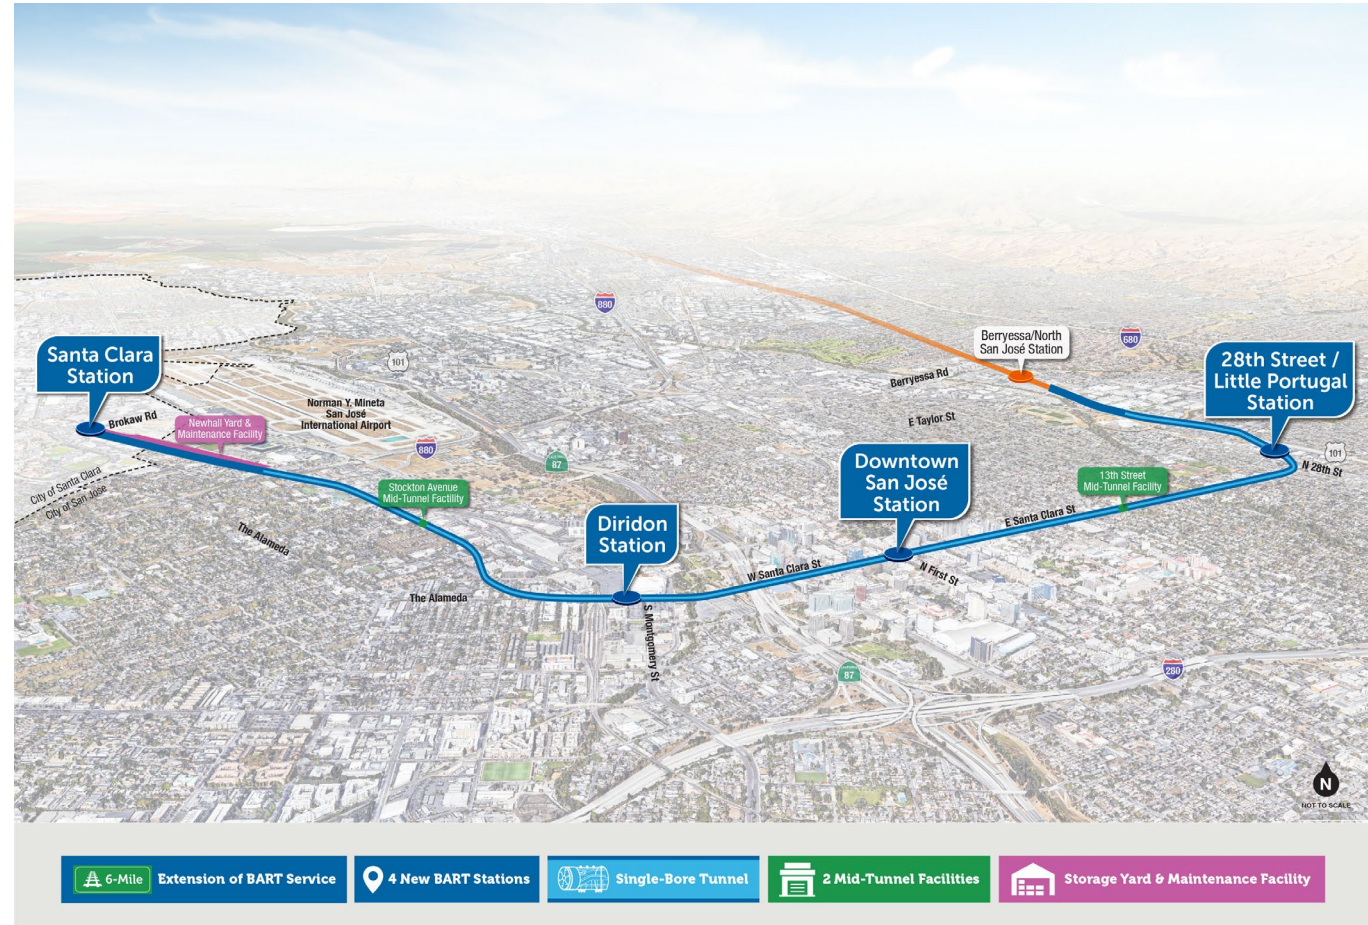 880
Berryessa/North
San José Station
680
28th Street /
Little Portugal
Station
Santa Clara
Station
101
Berryessa Rd
Norman Y. Mineta
San José
International Airport
Brokaw Rd
Newhall Yard &
Maintenance Facility
E Taylor St
880
87
Downtown
San José
Station
101
N 28th St
City of Santa Clara
City of San Jose
Stockton Avenue
Mid-Tunnel Factility
13th Street
Mid-Tunnel Facility
The Alameda
Diridon
Station
E Santa Clara St
W Santa Clara St
N First St
The Alameda
S Montgomery St
87
280
N
NOT TO SCALE
6-Mile Extension of BART Service
4 New BART Stations
Single-Bore Tunnel
2 Mid-Tunnel Facilities
Storage Yard & Maintenance Facility